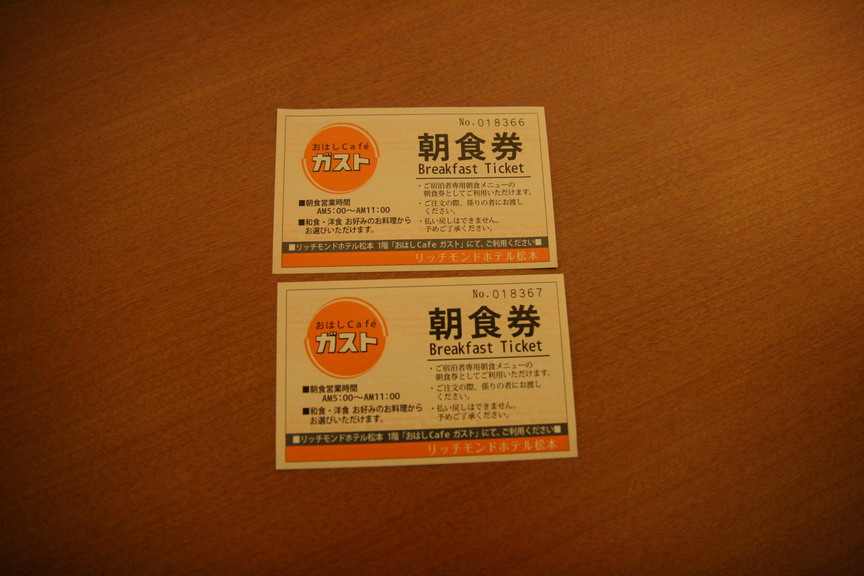 No.018366
おはしCafé
ガスト
朝食券
Breakfast Ticket
■朝食営業時間
AM5:00〜AM11:00
■和食・洋食 お好みのお料理から
お選びいただけます。
・ご宿泊者専用朝食メニューの
朝食券としてご利用いただけます。
・ご注文の際、係りの者にお渡し
ください。
・払い戻しはできません。
予めご了承ください。
■リッチモンドホテル松本 1階「おはしCafe ガスト」にて、ご利用ください■
リッチモンドホテル松本
No.018367
おはしCafé
ガスト
朝食券
Breakfast Ticket
■朝食営業時間
AM5:00〜AM11:00
■和食・洋食 お好みのお料理から
お選びいただけます。
・ご宿泊者専用朝食メニューの
朝食券としてご利用いただけます。
・ご注文の際、係りの者にお渡し
ください。
・払い戻しはできません。
予めご了承ください。
■リッチモンドホテル松本 1階「おはしCafe ガスト」にて、ご利用ください■
リッチモンドホテル松本